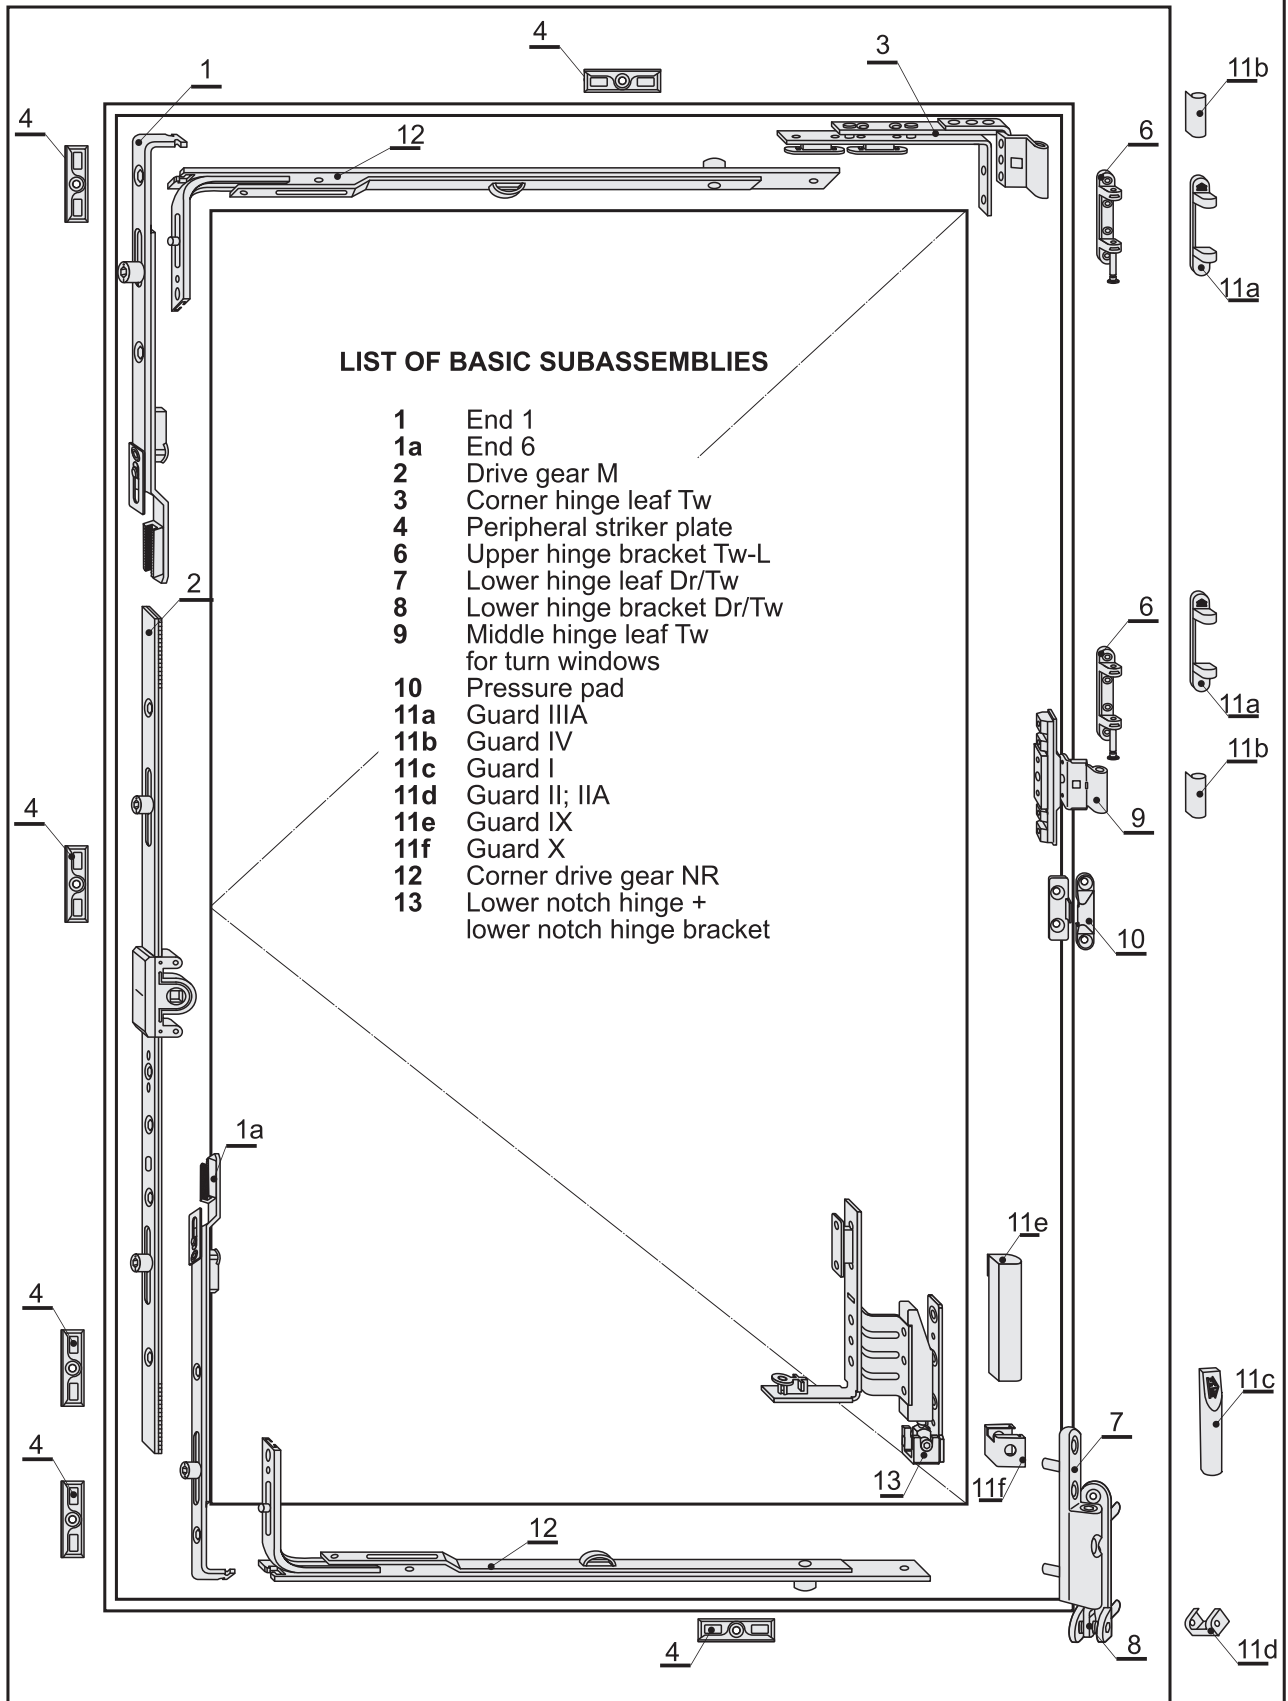 4
3
1
11b
4
12
6
11a
LIST OF BASIC SUBASSEMBLIES
1 End 1
1a End 6
2 Drive gear M
3 Corner hinge leaf Tw
4 Peripheral striker plate
6 Upper hinge bracket Tw-L
7 Lower hinge leaf Dr/Tw
8 Lower hinge bracket Dr/Tw
9 Middle hinge leaf Tw
for turn windows
10 Pressure pad
11a Guard IIIA
11b Guard IV
11c Guard I
11d Guard II; IIA
11e Guard IX
11f Guard X
12 Corner drive gear NR
13 Lower notch hinge +
lower notch hinge bracket
2
6
11a
11b
4
9
10
1a
11e
4
11c
7
4
13
11f
12
4
8
11d